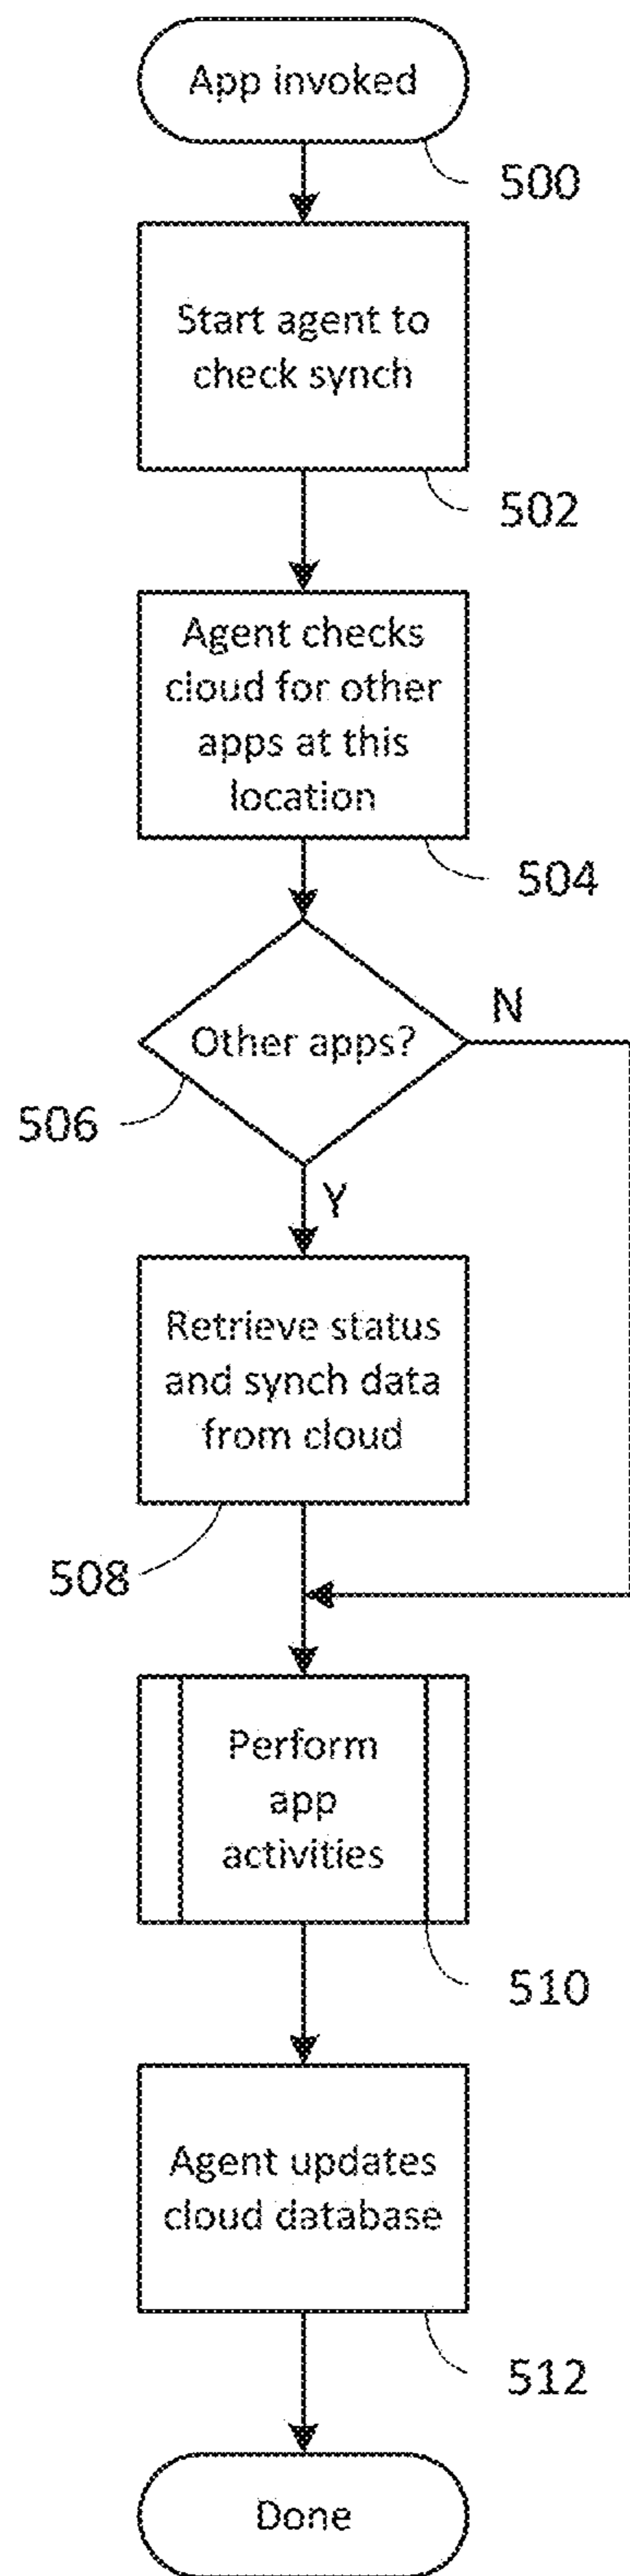 App invoked
500
Start agent to
check synch
502
Agent checks
cloud for other
apps at this
location
504
Other apps?
N
506
Y
Retrieve status
and synch data
from cloud
508
Perform
app
activities
510
Agent updates
cloud database
512
Done